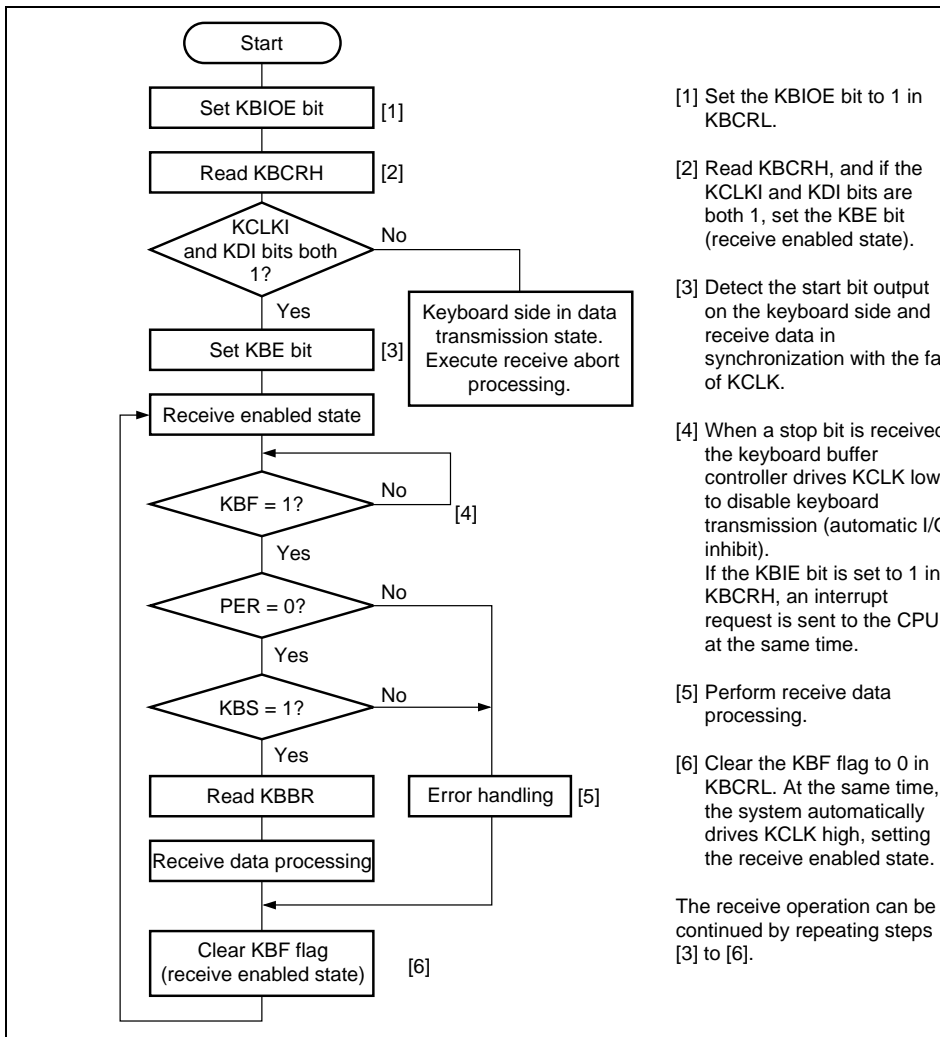 Start
Set KBIOE bit
[1]
Read KBCRH
[2]
KCLKI
and KDI bits both
1?
No
Yes
Keyboard side in data
transmission state.
Execute receive abort
processing.
Set KBE bit
[3]
Receive enabled state
KBF = 1?
No
[4]
Yes
PER = 0?
No
Yes
KBS = 1?
No
Yes
Read KBBR
Error handling
[5]
Receive data processing
Clear KBF flag
(receive enabled state)
[6]
[1] Set the KBIOE bit to 1 in
KBCRL.
[2] Read KBCRH, and if the
KCLKI and KDI bits are
both 1, set the KBE bit
(receive enabled state).
[3] Detect the start bit output
on the keyboard side and
receive data in
synchronization with the
of KCLK.
[4] When a stop bit is
the keyboard buffer
controller drives KCLK low
to disable keyboard
transmission (automatic
inhibit).
If the KBIE bit is set to 1 in
KBCRH, an interrupt
request is sent to the CPU
at the same time.
[5] Perform receive data
processing.
[6] Clear the KBF flag to 0 in
KBCRL. At the same time,
the system automatically
drives KCLK high, setting
the receive enabled state.
The receive operation can be
continued by repeating steps
[3] to [6].